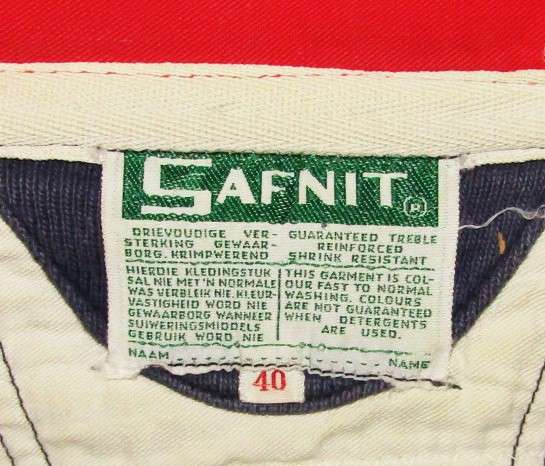 SAFNIT ®
DRIEVOUDIGE VER-
STERKING GEWAAR-
BORG. KRIMPWEREND
GUARANTEED TREBLE
REINFORCED
SHRINK RESISTANT
HIERDIE KLEDINGSTUK
SAL NIE MET'N NORMALE
WAS VERBLEIK NIE. KLEUR-
VASTIGHEID WORD NIE
GEWAARBORG WANNEER
SUIWERINGSMIDDELS
GEBRUIK WORD NIE
THIS GARMENT IS COL-
OUR FAST TO NORMAL
WASHING. COLOURS
ARE NOT GUARANTEED
WHEN DETERGENTS
ARE USED.
NAAM NAME
40